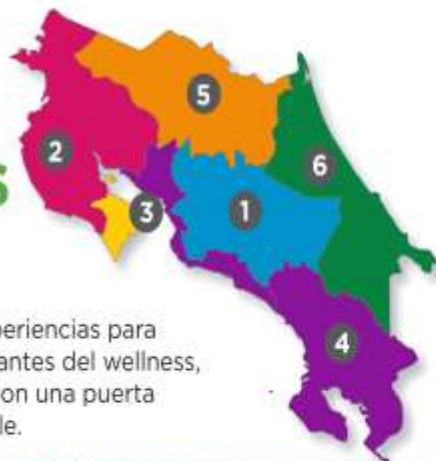 2
5
6
3
1
4
S
periencias para
antes del wellness,
on una puerta
le.